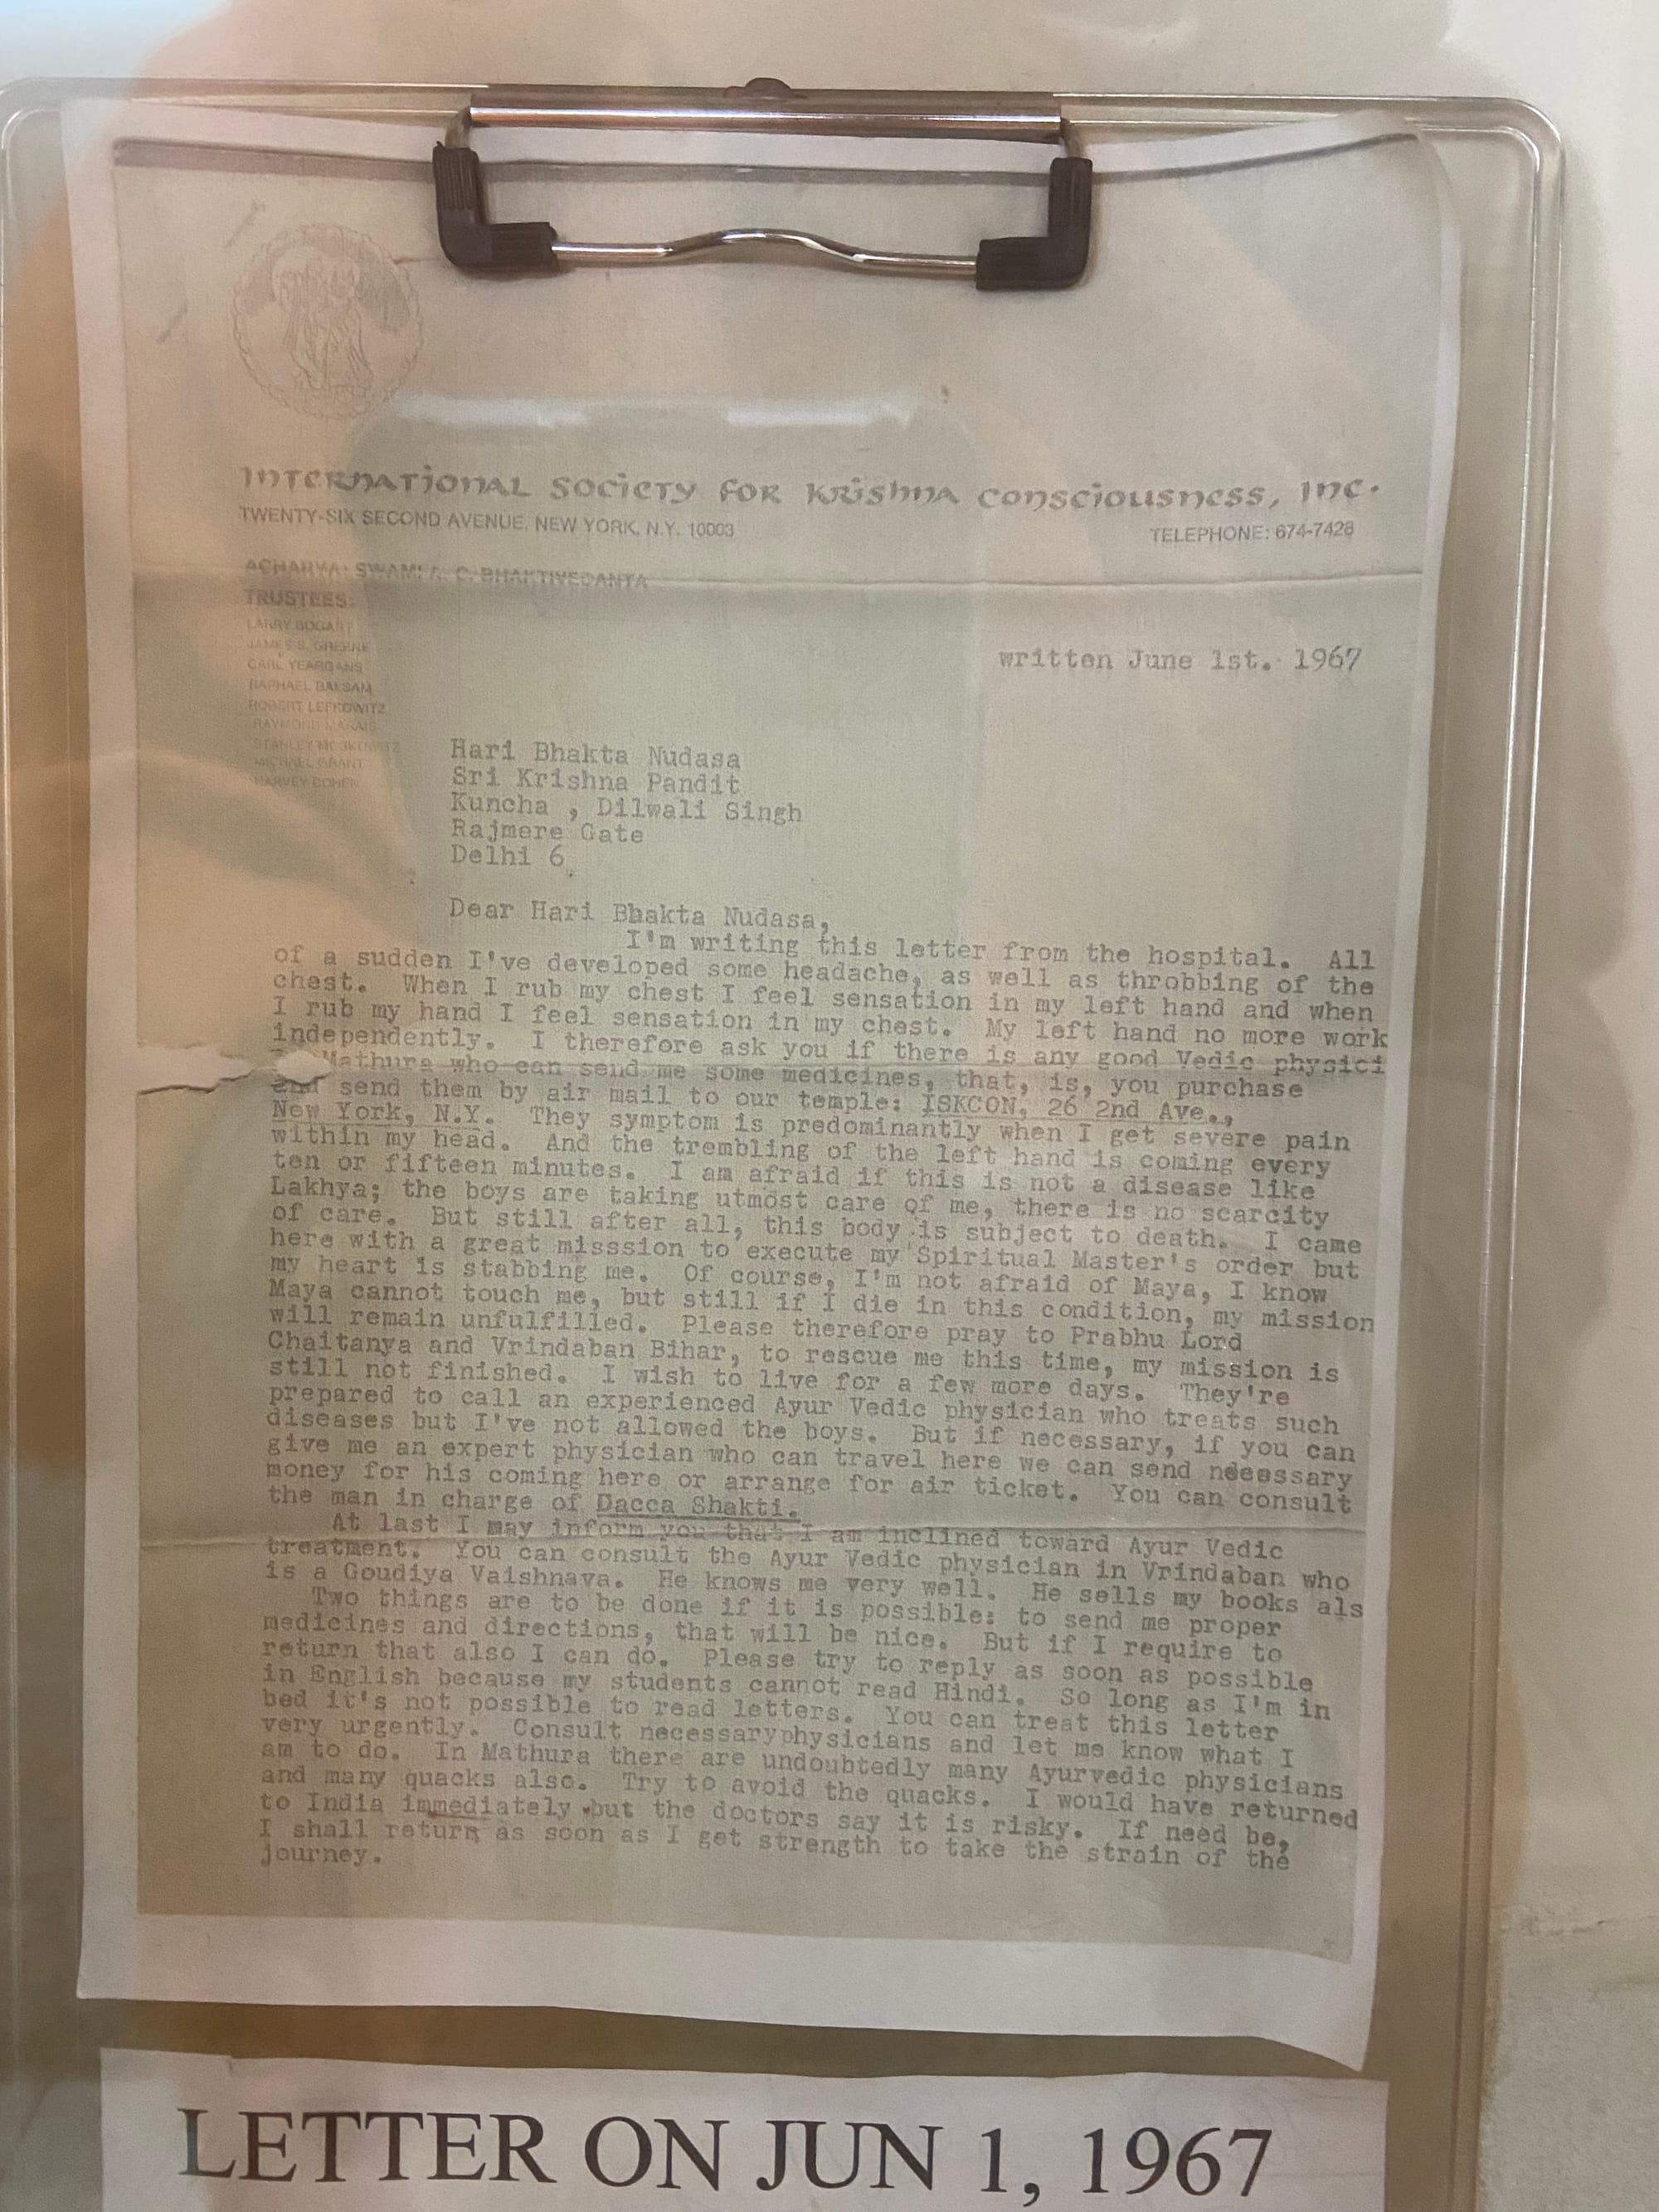 INTERNATIONAL SOCIETY FOR KRISHNA CONSCIOUSNESS, INC.
TWENTY-SIX SECOND AVENUE, NEW YORK, N.Y. 10003
TELEPHONE: 674-7428
ACHARYA: SWAMI A. C. BHAKTIVEDANTA
TRUSTEES:
LARRY BOGART
JAMES S. GREENE
CARL YEARGANS
RAPHAEL BALSAM
ROBERT LEFKOWITZ
RAYMOND MARAIS
STANLEY MOSKOWITZ
MICHAEL GRANT
HARVEY COHEN
written June 1st. 1967
Hari Bhakta Nudasa
Sri Krishna Pandit
Kuncha , Dilwali Singh
Rajmere Gate
Delhi 6
Dear Hari Bhakta Nudasa,
I'm writing this letter from the hospital. All
of a sudden I've developed some headache, as well as throbbing of the
chest. When I rub my chest I feel sensation in my left hand and when
I rub my hand I feel sensation in my chest. My left hand no more work
independently. I therefore ask you if there is any good Vedic physici
Mathura who can send me some medicines, that, is, you purchase
and send them by air mail to our temple: ISKCON, 26 2nd Ave.,
New York, N.Y. They symptom is predominantly when I get severe pain
within my head. And the trembling of the left hand is coming every
ten or fifteen minutes. I am afraid if this is not a disease like
Lakhya; the boys are taking utmost care of me, there is no scarcity
of care. But still after all, this body is subject to death. I came
here with a great misssion to execute my Spiritual Master's order but
my heart is stabbing me. Of course, I'm not afraid of Maya, I know
Maya cannot touch me, but still if I die in this condition, my mission
will remain unfulfilled. Please therefore pray to Prabhu Lord
Chaitanya and Vrindaban Bihar, to rescue me this time, my mission is
still not finished. I wish to live for a few more days. They're
prepared to call an experienced Ayur Vedic physician who treats such
diseases but I've not allowed the boys. But if necessary, if you can
give me an expert physician who can travel here we can send necessary
money for his coming here or arrange for air ticket. You can consult
the man in charge of Dacca Shakti.
At last I may inform you that I am inclined toward Ayur Vedic
treatment. You can consult the Ayur Vedic physician in Vrindaban who
is a Goudiya Vaishnava. He knows me very well. He sells my books als
Two things are to be done if it is possible: to send me proper
medicines and directions, that will be nice. But if I require to
return that also I can do. Please try to reply as soon as possible
in English because my students cannot read Hindi. So long as I'm in
bed it's not possible to read letters. You can treat this letter
very urgently. Consult necessaryphysicians and let me know what I
am to do. In Mathura there are undoubtedly many Ayurvedic physicians
and many quacks also. Try to avoid the quacks. I would have returned
to India immediately but the doctors say it is risky. If need be,
I shall return as soon as I get strength to take the strain of the
journey.
LETTER ON JUN 1, 1967